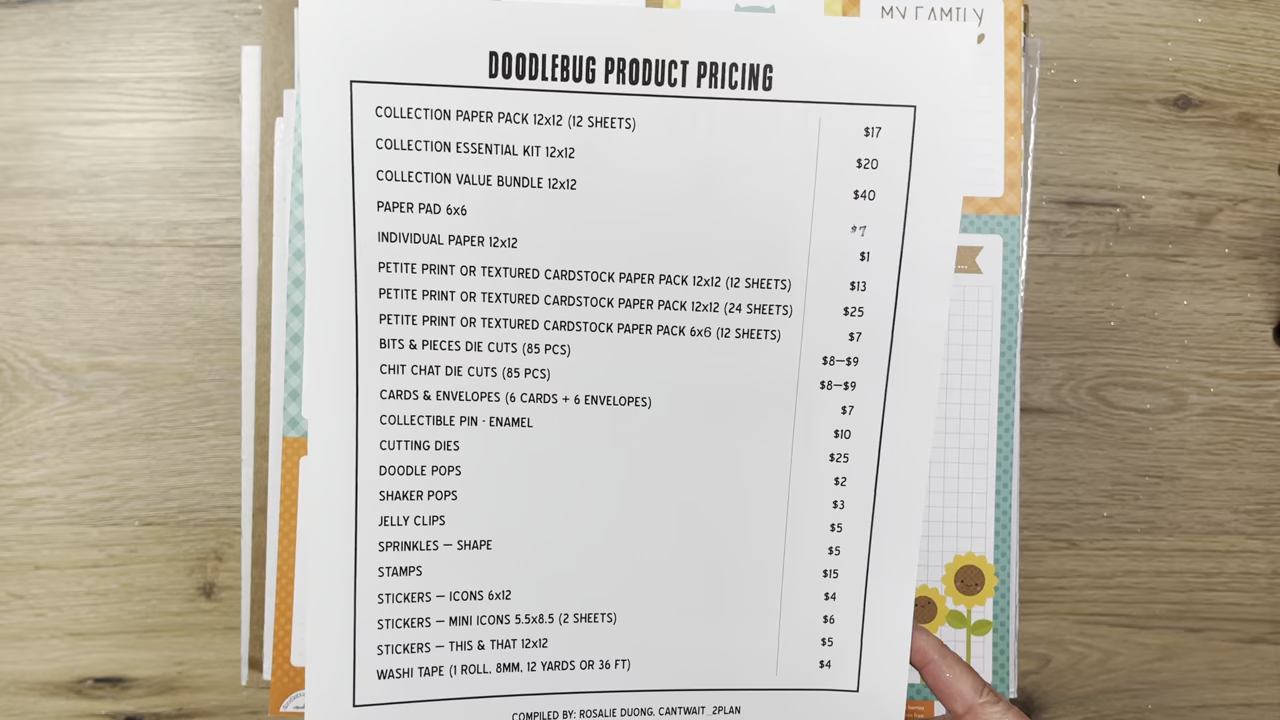 MY FAMILY
DOODLEBUG PRODUCT PRICING
COLLECTION PAPER PACK 12x12 (12 SHEETS) $17
COLLECTION ESSENTIAL KIT 12x12 $20
COLLECTION VALUE BUNDLE 12x12 $40
PAPER PAD 6x6 $7
INDIVIDUAL PAPER 12x12 $1
PETITE PRINT OR TEXTURED CARDSTOCK PAPER PACK 12x12 (12 SHEETS) $13
PETITE PRINT OR TEXTURED CARDSTOCK PAPER PACK 12x12 (24 SHEETS) $25
PETITE PRINT OR TEXTURED CARDSTOCK PAPER PACK 6x6 (12 SHEETS) $7
BITS & PIECES DIE CUTS (85 PCS) $8–$9
CHIT CHAT DIE CUTS (85 PCS) $8–$9
CARDS & ENVELOPES (6 CARDS + 6 ENVELOPES) $7
COLLECTIBLE PIN - ENAMEL $10
CUTTING DIES $25
DOODLE POPS $2
SHAKER POPS $3
JELLY CLIPS $5
SPRINKLES – SHAPE $5
STAMPS $15
STICKERS – ICONS 6x12 $4
STICKERS – MINI ICONS 5.5x8.5 (2 SHEETS) $6
STICKERS – THIS & THAT 12x12 $5
WASHI TAPE (1 ROLL, 8MM, 12 YARDS OR 36 FT) $4
COMPILED BY: ROSALIE DUONG, CANTWAIT_2PLAN